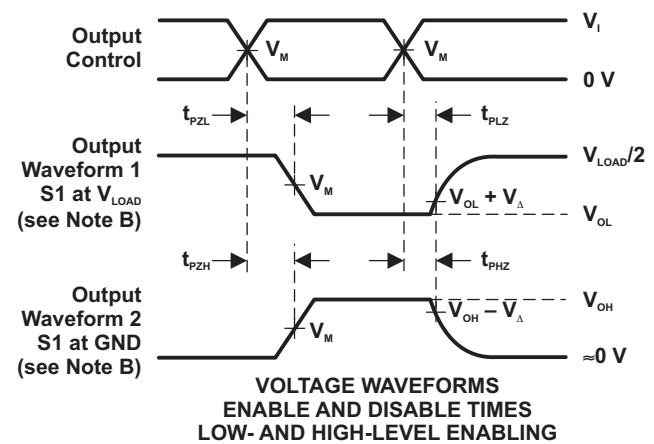 Output
Control
V_M
V_M
V_I
0 V
t_PZL
t_PLZ
Output
Waveform 1
S1 at V_LOAD
(see Note B)
V_M
V_OL + V_Δ
V_LOAD/2
V_OL
t_PZH
t_PHZ
Output
Waveform 2
S1 at GND
(see Note B)
V_M
V_OH − V_Δ
V_OH
≈0 V
VOLTAGE WAVEFORMS
ENABLE AND DISABLE TIMES
LOW- AND HIGH-LEVEL ENABLING